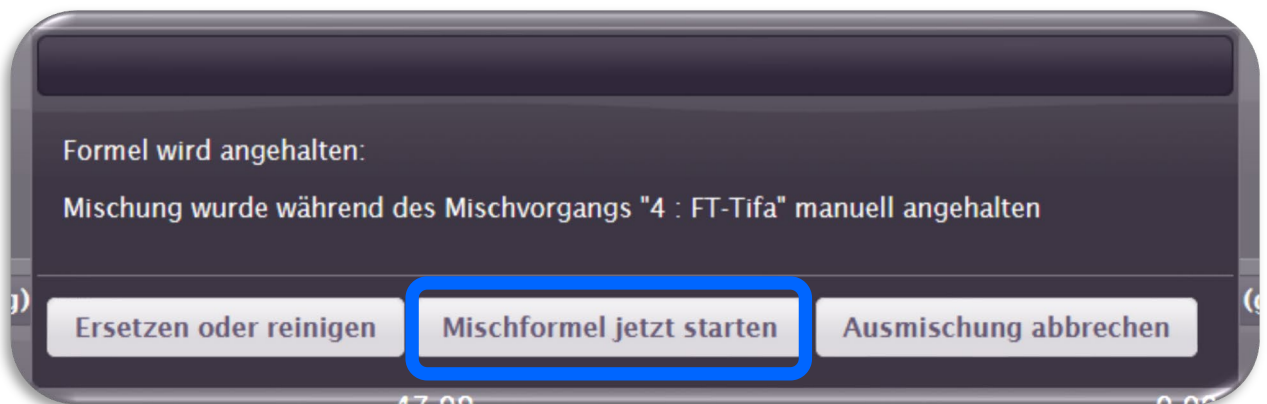 Formel wird angehalten:
Mischung wurde während des Mischvorgangs "4 : FT-Tifa" manuell angehalten
Ersetzen oder reinigen
Mischformel jetzt starten
Ausmischung abbrechen